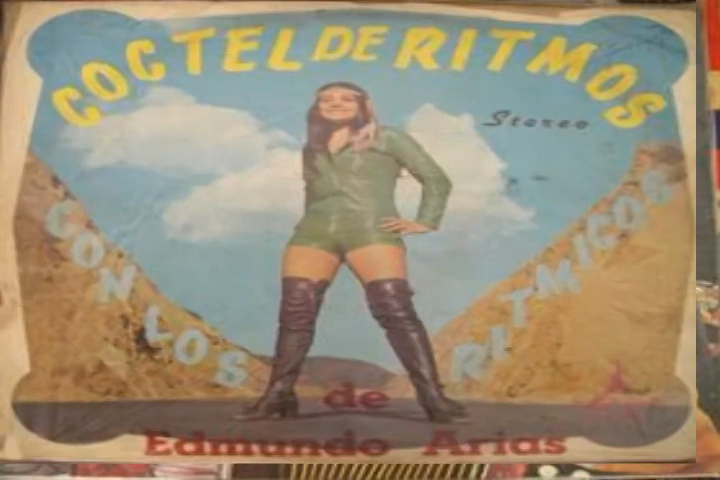 COCTEL DE RITMOS
Stereo
CON LOS RITMICOS
de
Edmundo Arias